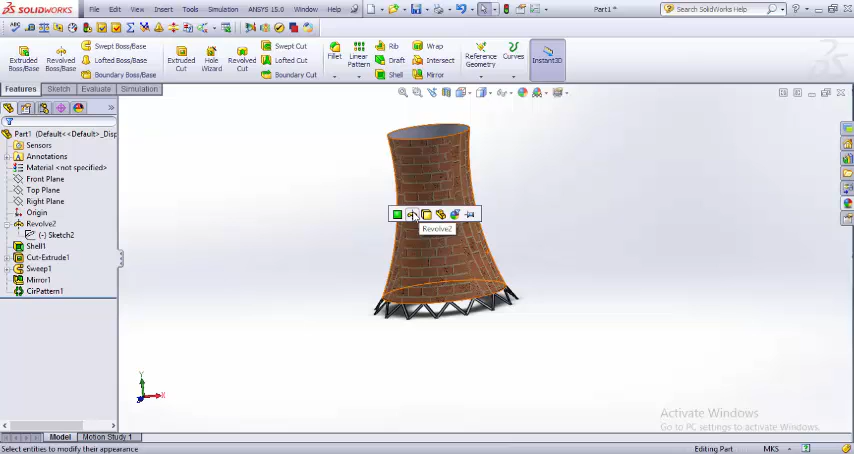 SOLIDWORKS
File Edit View Insert Tools Simulation ANSYS 15.0 Window Help
Part1 *
Search SolidWorks Help
Extruded Boss/Base
Revolved Boss/Base
Swept Boss/Base
Lofted Boss/Base
Boundary Boss/Base
Extruded Cut
Hole Wizard
Revolved Cut
Swept Cut
Lofted Cut
Boundary Cut
Fillet
Linear Pattern
Rib
Draft
Shell
Wrap
Intersect
Mirror
Reference Geometry
Curves
Instant3D
Features Sketch Evaluate Simulation
Part1 (Default<<Default>_Disp
Sensors
Annotations
Material <not specified>
Front Plane
Top Plane
Right Plane
Origin
Revolve2
(-) Sketch2
Shell1
Cut-Extrude1
Sweep1
Mirror1
CirPattern1
Revolve2
Y
X
Activate Windows
Go to PC settings to activate Windows.
Model Motion Study 1
Select entities to modify their appearance
Editing Part
MKS